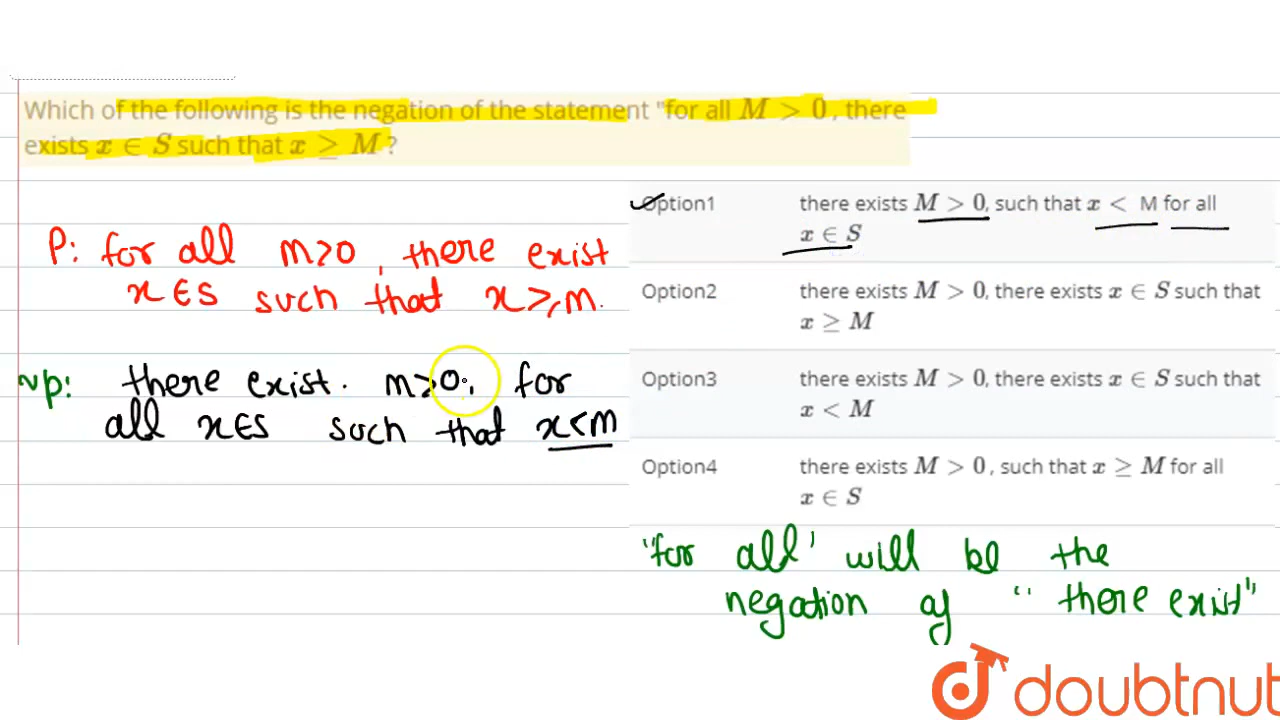 Which of the following is the negation of the statement "for all M > 0, there
exists x ∈ S such that x ≥ M ?
P: for all m>0, there exist
x ∈ S such that x ≥ m.
~p: there exist. m>0., for
all x∈S such that x<m
Option1 there exists M > 0, such that x < M for all
x ∈ S
Option2 there exists M > 0, there exists x ∈ S such that
x ≥ M
Option3 there exists M > 0, there exists x ∈ S such that
x < M
Option4 there exists M > 0 , such that x ≥ M for all
x ∈ S
"for all' will be the
negation of "there exist"
doubtnut